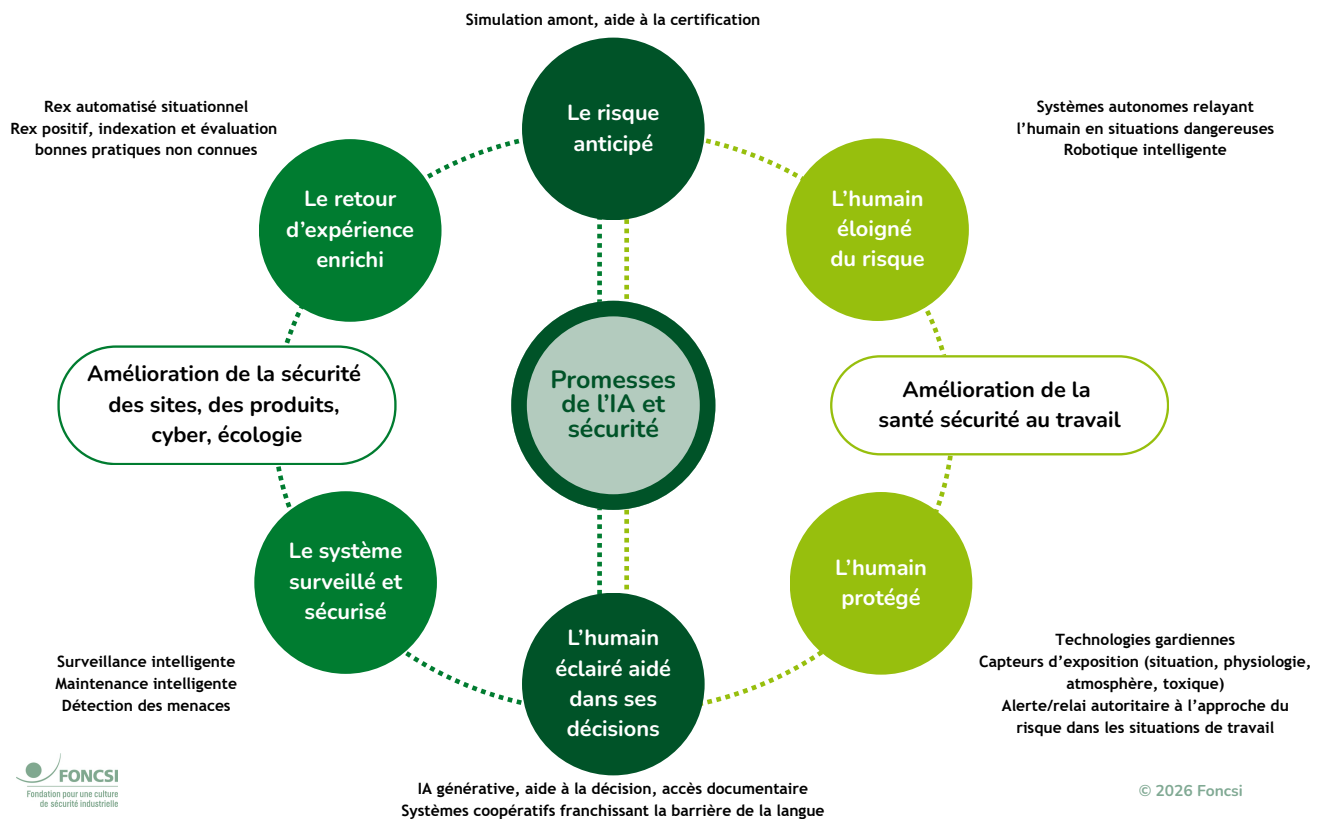 Simulation amont, aide à la certification
Le risque
anticipé
Rex automatisé situationnel
Rex positif, indexation et évaluation
bonnes pratiques non connues
Systèmes autonomes relayant
l’humain en situations dangereuses
Robotique intelligente
Le retour
d’expérience
enrichi
L’humain
éloigné
du risque
Amélioration de la sécurité
des sites, des produits,
cyber, écologie
Promesses
de l’IA et
sécurité
Amélioration de la
santé sécurité au travail
Le système
surveillé et
sécurisé
L’humain
protégé
L’humain
éclairé aidé
dans ses
décisions
Surveillance intelligente
Maintenance intelligente
Détection des menaces
Technologies gardiennes
Capteurs d’exposition (situation, physiologie,
atmosphère, toxique)
Alerte/relai autoritaire à l’approche du
risque dans les situations de travail
FONCSI
Fondation pour une culture
de sécurité industrielle
IA générative, aide à la décision, accès documentaire
Systèmes coopératifs franchissant la barrière de la langue
© 2026 Foncsi